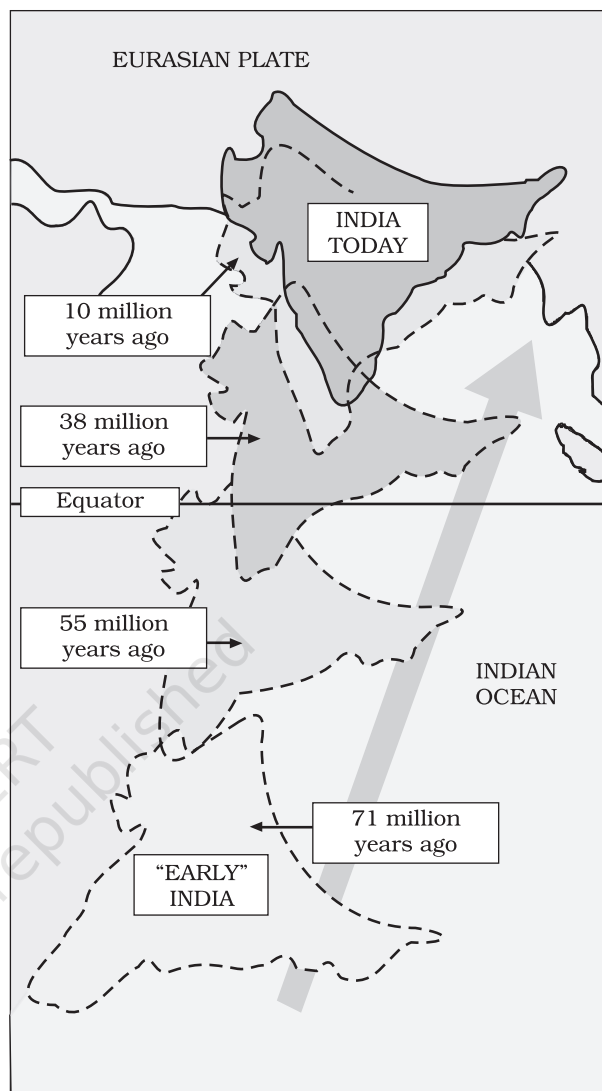 EURASIAN PLATE
INDIA
TODAY
10 million
years ago
38 million
years ago
Equator
55 million
years ago
INDIAN
OCEAN
71 million
years ago
“EARLY”
INDIA
republished